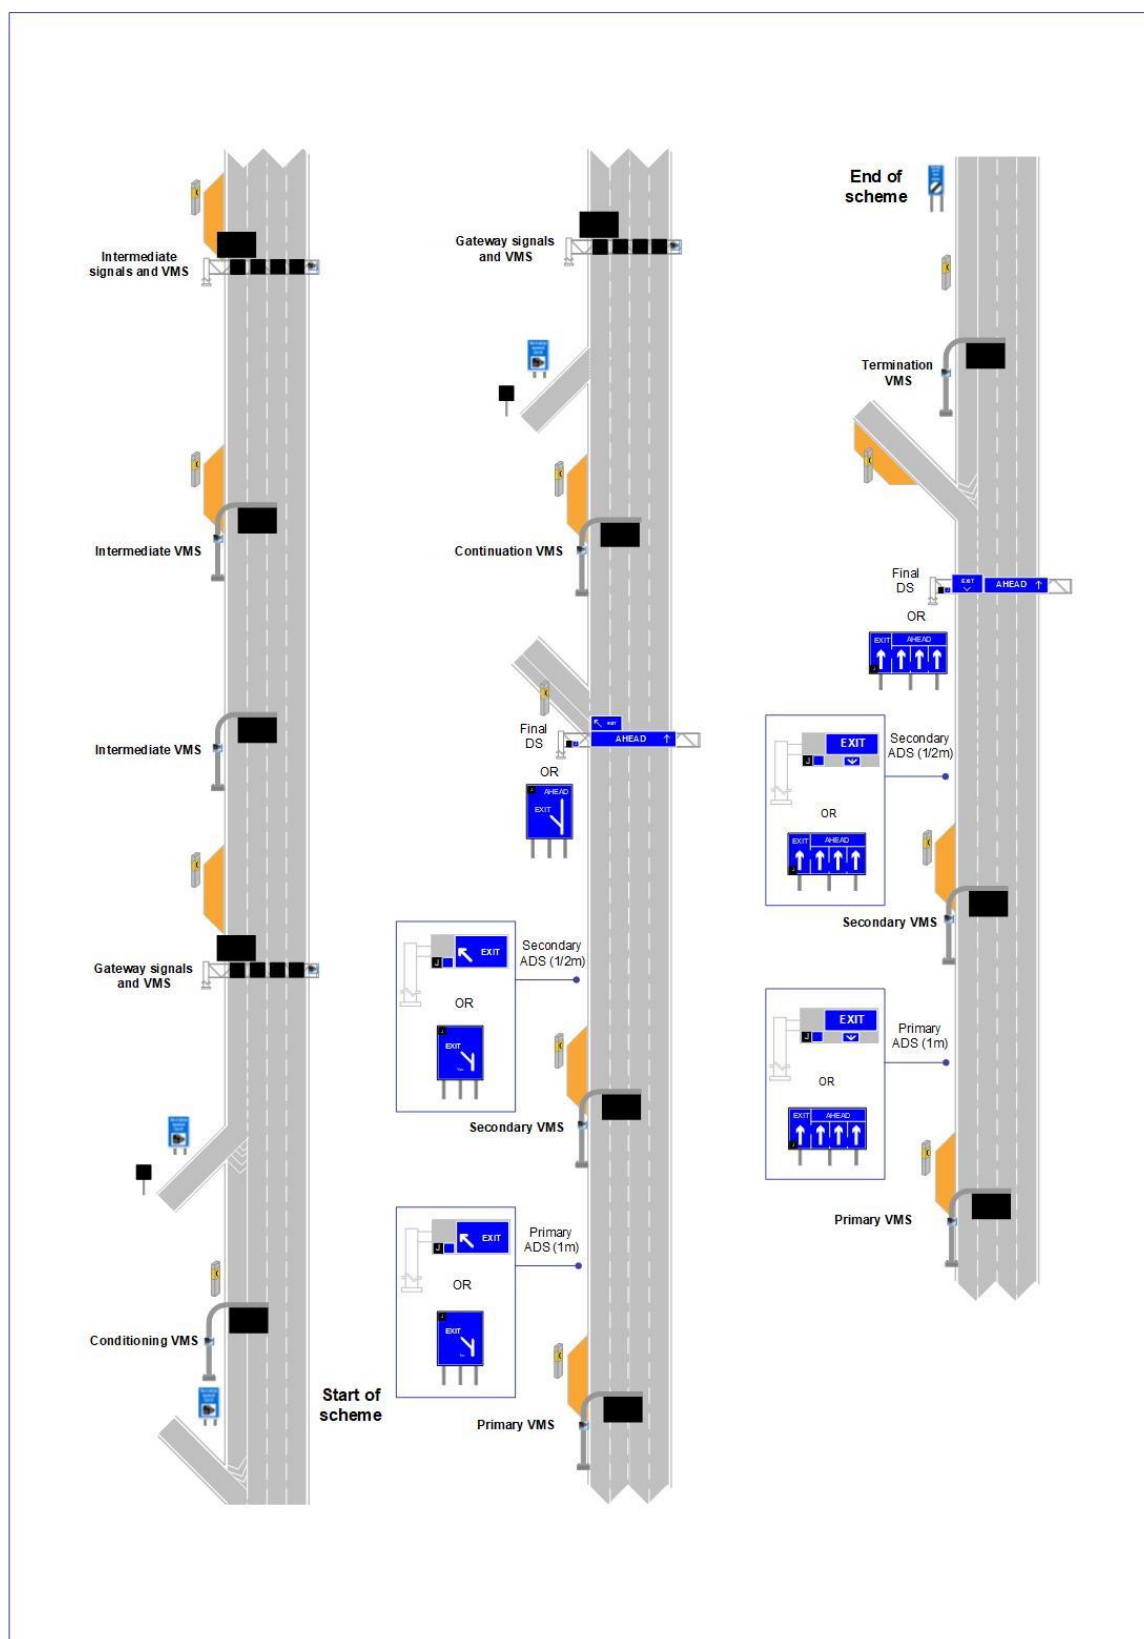 Intermediate
signals and VMS
Intermediate VMS
Intermediate VMS
Gateway signals
and VMS
Conditioning VMS
Start of
scheme
Gateway signals
and VMS
Continuation VMS
Final
DS
EXIT
AHEAD
OR
AHEAD
EXIT
Secondary
ADS (1/2m)
EXIT
J
OR
EXIT
Secondary VMS
Primary
ADS (1m)
EXIT
J
OR
EXIT
Primary VMS
End of
scheme
Termination
VMS
Final
DS
EXIT
AHEAD
OR
EXIT
AHEAD
J
Secondary
ADS (1/2m)
EXIT
J
OR
EXIT
AHEAD
J
Secondary VMS
Primary
ADS (1m)
EXIT
J
OR
EXIT
AHEAD
J
Primary VMS